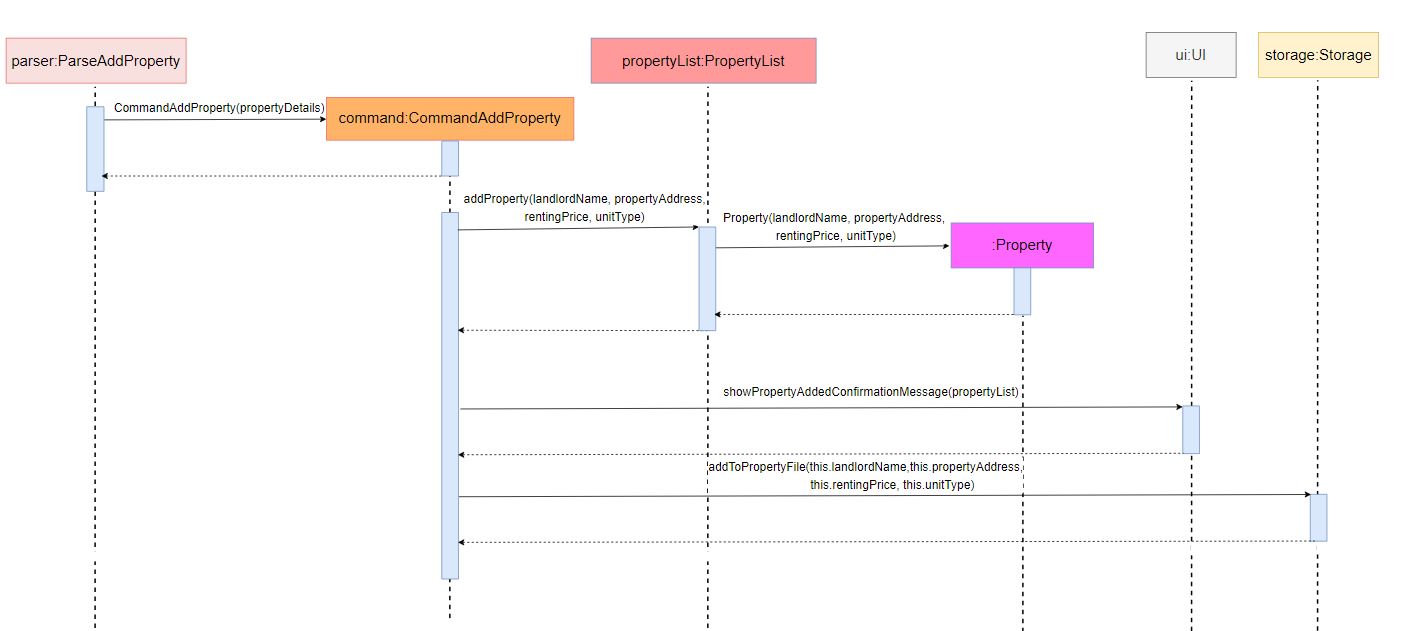 parser:ParseAddProperty
propertyList:PropertyList
ui:UI
storage:Storage
CommandAddProperty(propertyDetails)
command:CommandAddProperty
addProperty(landlordName, propertyAddress,
rentingPrice, unitType)
Property(landlordName, propertyAddress,
rentingPrice, unitType)
:Property
showPropertyAddedConfirmationMessage(propertyList)
addToPropertyFile(this.landlordName,this.propertyAddress,
this.rentingPrice, this.unitType)